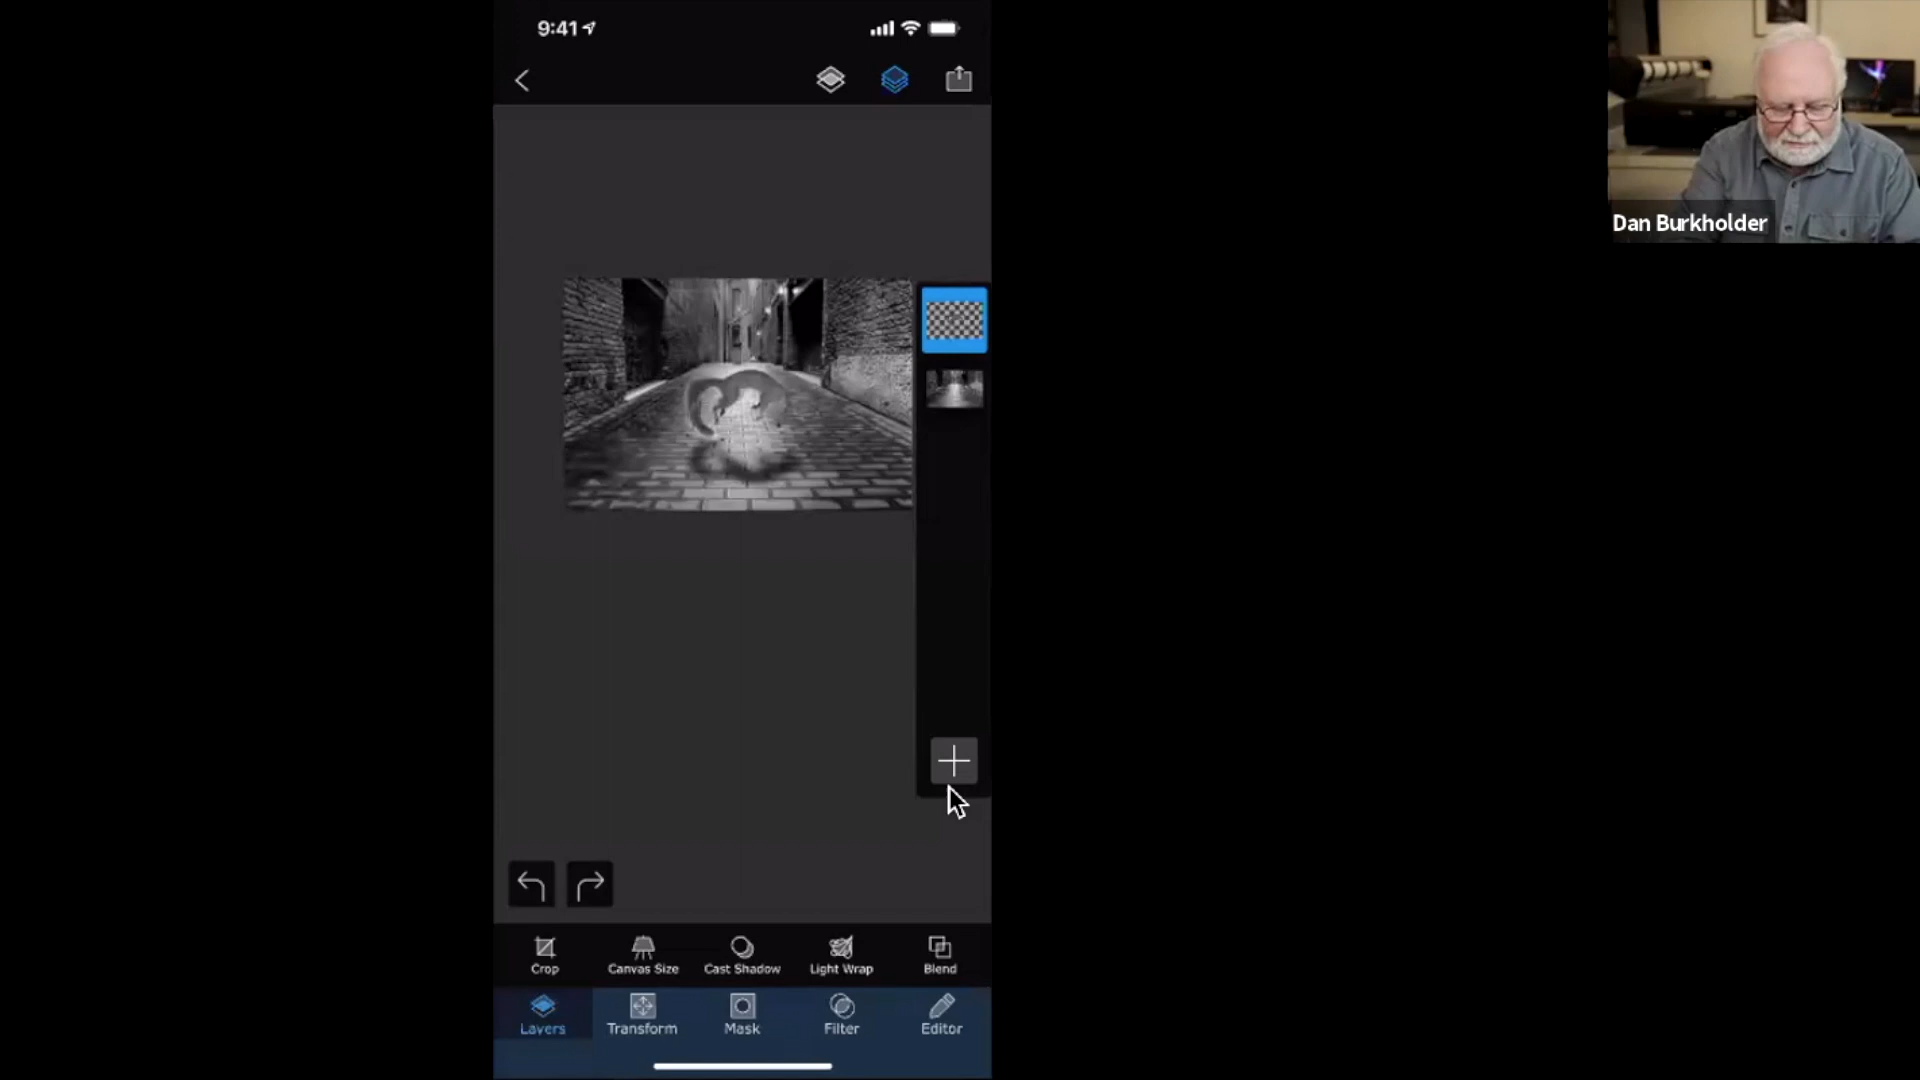 9:41
Dan Burkholder
Crop
Canvas Size
Cast Shadow
Light Wrap
Blend
Layers
Transform
Mask
Filter
Editor